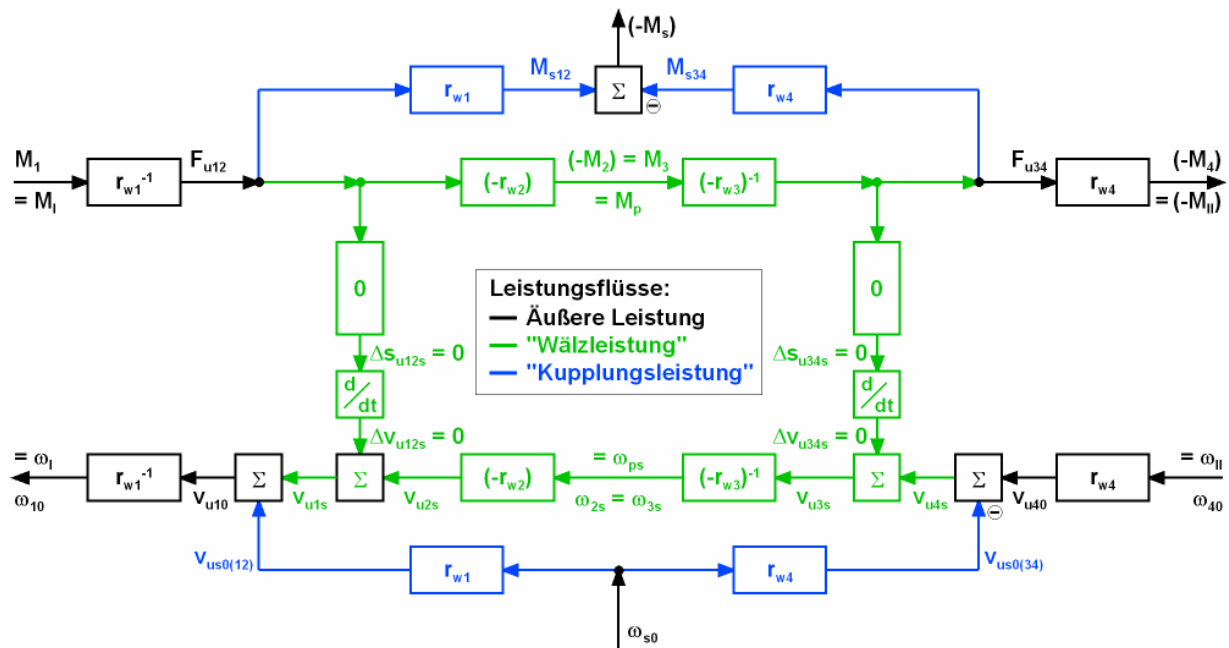 (-Mₛ)
Mₛ₁₂ Mₛ₃₄
r_w1 Σ r_w4
⊖
M₁ F_u12 (-M₂) = M₃ F_u34 (-M₄)
r_w1⁻¹ (-r_w2) (-r_w3)⁻¹ r_w4
= M_I = M_p = (-M_II)
0 0
Leistungsflüsse:
Äußere Leistung
"Wälzleistung"
"Kupplungsleistung"
Δs_u12s = 0 Δs_u34s = 0
d/dt d/dt
Δv_u12s = 0 Δv_u34s = 0
= ω_I = ω_ps = ω_II
r_w1⁻¹ Σ Σ (-r_w2) (-r_w3)⁻¹ Σ Σ r_w4
ω₁₀ v_u10 v_u1s v_u2s ω_2s = ω_3s v_u3s v_u4s ⊖ v_u40 ω₄₀
v_us0(12) r_w1 r_w4 v_us0(34)
ω_s0